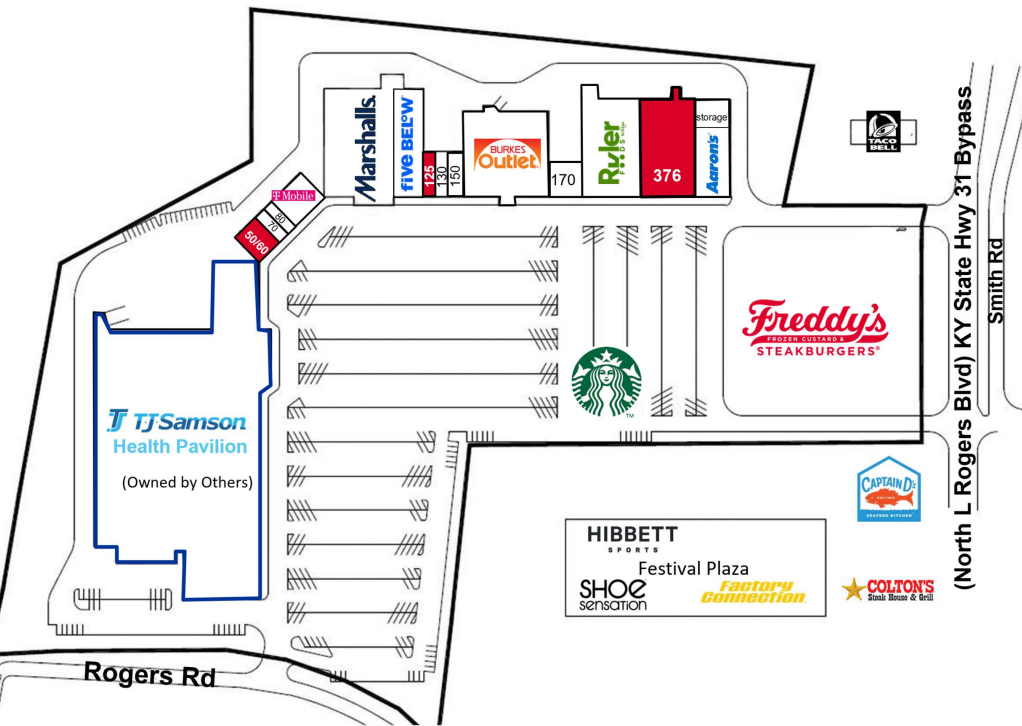 Marshalls.
five BELOW
125
130
150
BURKES
Outlet
170
Ruler
FOODS
376
storage
Aaron's
TACO
BELL
T Mobile
80
70
50/60
(North L Rogers Blvd) KY State Hwy 31 Bypass
Smith Rd
Freddy's
FROZEN CUSTARD &
STEAKBURGERS®
TM
TJ TJ Samson
Health Pavilion
(Owned by Others)
CAPTAIN D's
SEAFOOD KITCHEN
HIBBETT
SPORTS
Festival Plaza
SHOE
sensation
Factory
Connection
COLTON'S
Steak House & Grill
Rogers Rd